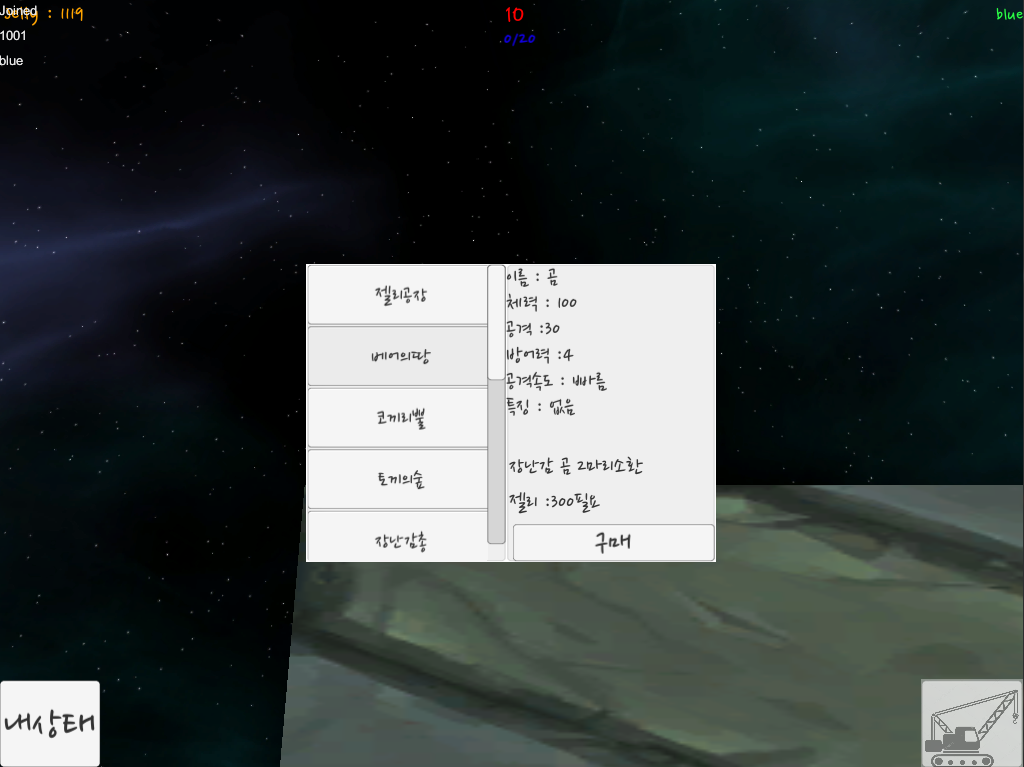 Joined
Jelly : 1119
10
blue
1001
0/20
blue
젤리공장
베어의땅
코끼리뿔
토끼의숲
장난감총
이름 : 곰
체력 : 100
공격 :30
방어력 :4
공격속도 : 빠름
특징 : 없음
장난감 곰 2마리소환
젤리 :300필요
구매
내상태